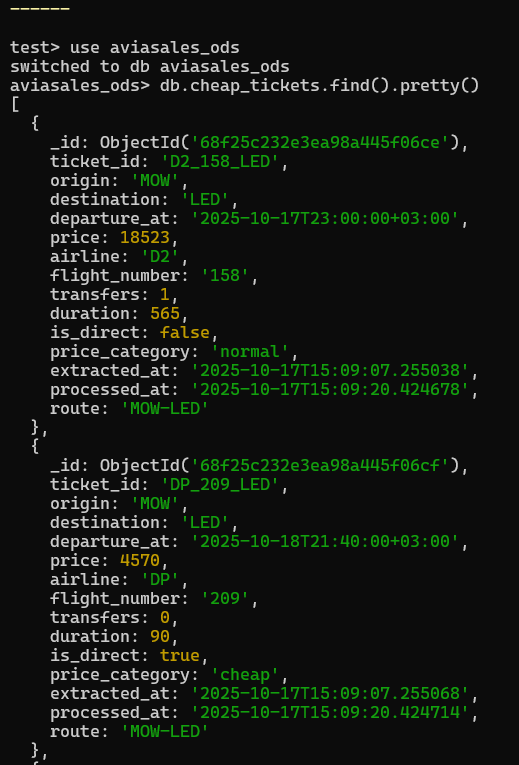 ------
test> use aviasales_ods
switched to db aviasales_ods
aviasales_ods> db.cheap_tickets.find().pretty()
[
  {
    _id: ObjectId('68f25c232e3ea98a445f06ce'),
    ticket_id: 'D2_158_LED',
    origin: 'MOW',
    destination: 'LED',
    departure_at: '2025-10-17T23:00:00+03:00',
    price: 18523,
    airline: 'D2',
    flight_number: '158',
    transfers: 1,
    duration: 565,
    is_direct: false,
    price_category: 'normal',
    extracted_at: '2025-10-17T15:09:07.255038',
    processed_at: '2025-10-17T15:09:20.424678',
    route: 'MOW-LED'
  },
  {
    _id: ObjectId('68f25c232e3ea98a445f06cf'),
    ticket_id: 'DP_209_LED',
    origin: 'MOW',
    destination: 'LED',
    departure_at: '2025-10-18T21:40:00+03:00',
    price: 4570,
    airline: 'DP',
    flight_number: '209',
    transfers: 0,
    duration: 90,
    is_direct: true,
    price_category: 'cheap',
    extracted_at: '2025-10-17T15:09:07.255068',
    processed_at: '2025-10-17T15:09:20.424714',
    route: 'MOW-LED'
  },